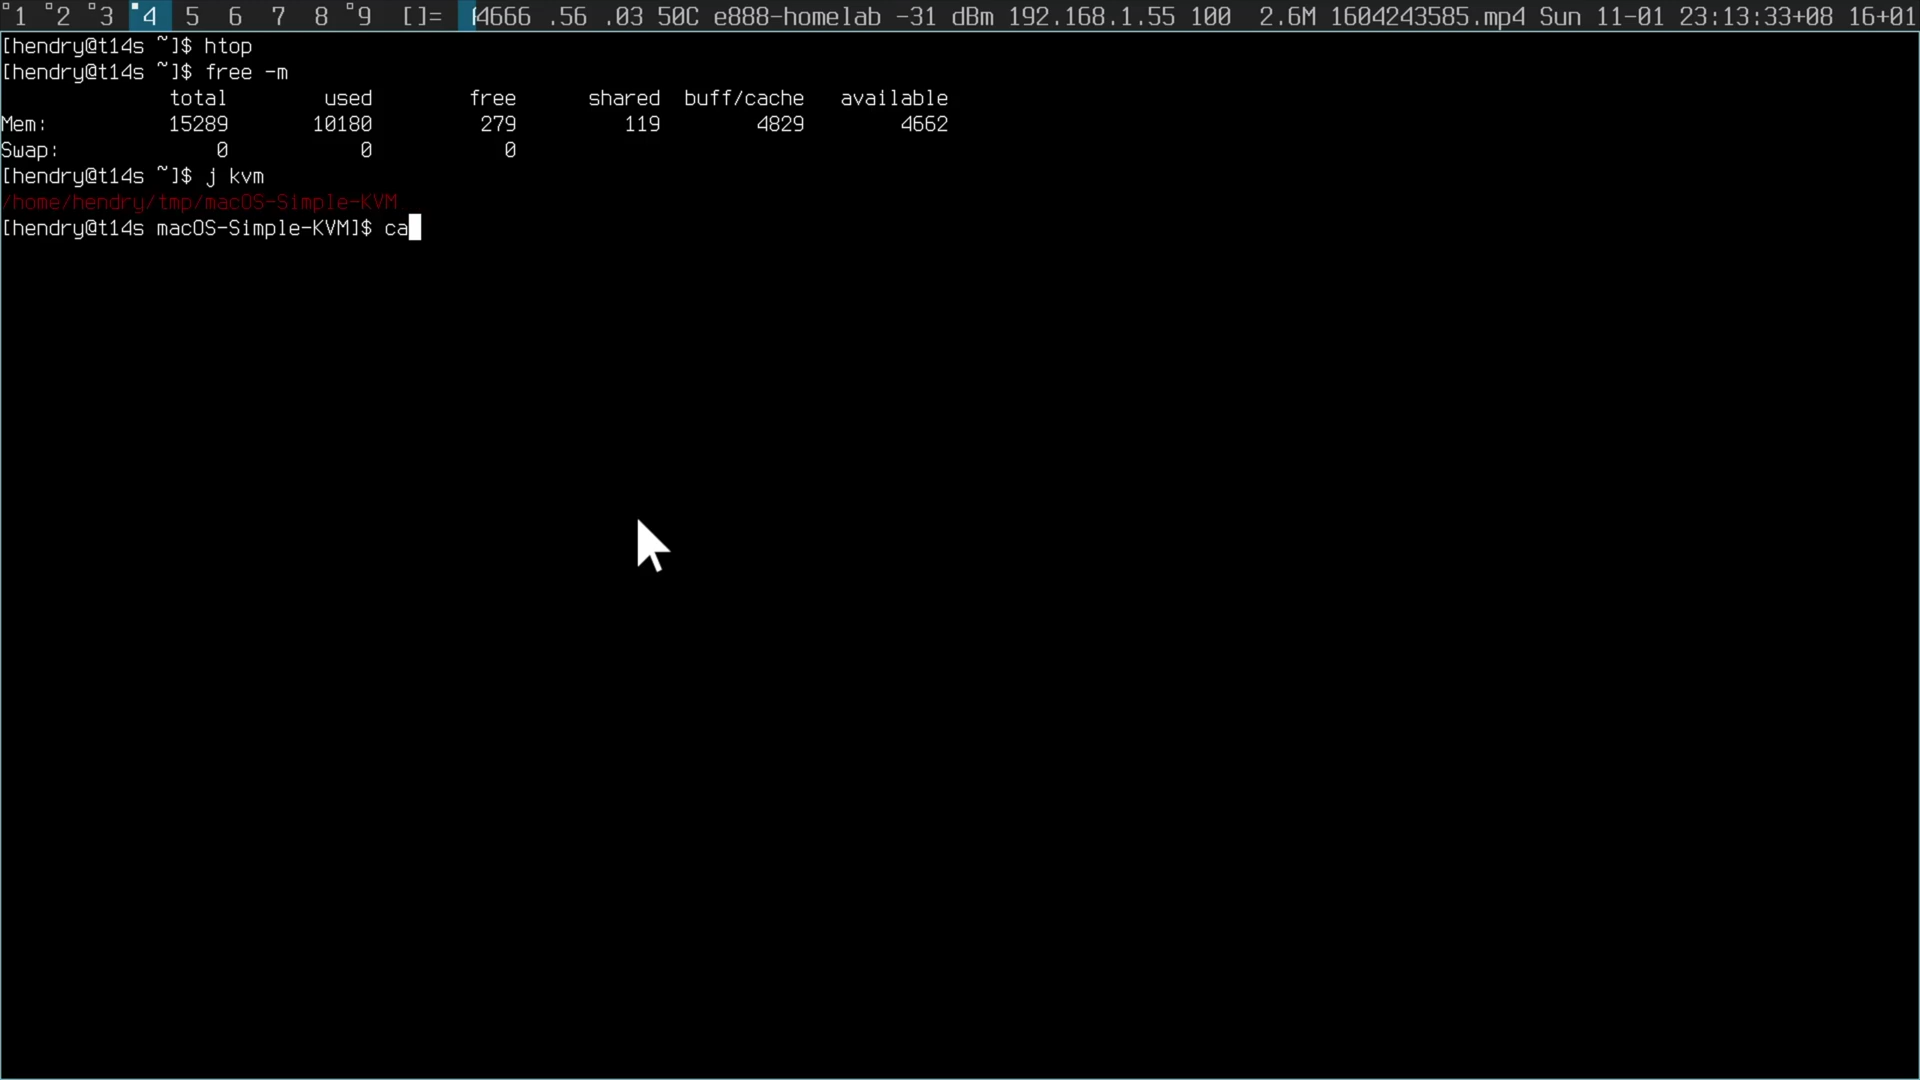 1 2 3 4 5 6 7 8 9 []= f4666 .56 .03 50C e888-homelab -31 dBm 192.168.1.55 100 2.6M 1604243585.mp4 Sun 11-01 23:13:33+08 16+01
[hendry@t14s ~]$ htop
[hendry@t14s ~]$ free -m
total used free shared buff/cache available
Mem: 15289 10180 279 119 4829 4662
Swap: 0 0 0
[hendry@t14s ~]$ j kvm
/home/hendry/tmp/macOS-Simple-KVM
[hendry@t14s macOS-Simple-KVM]$ ca